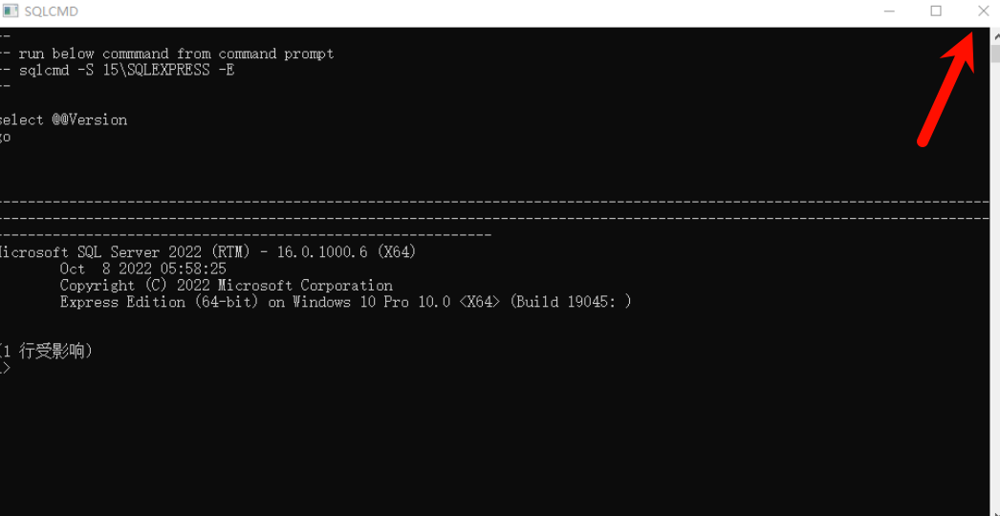 SQLCMD
--
-- run below commmand from command prompt
-- sqlcmd -S 15\SQLEXPRESS -E
--
select @@Version
go
-----------------------------------------------------------------------------------------------------------------------
-----------------------------------------------------------------------------------------------------------------------
------------------------------------------------------------
Microsoft SQL Server 2022 (RTM) - 16.0.1000.6 (X64)
Oct 8 2022 05:58:25
Copyright (C) 2022 Microsoft Corporation
Express Edition (64-bit) on Windows 10 Pro 10.0 <X64> (Build 19045: )
(1 行受影响)
1>